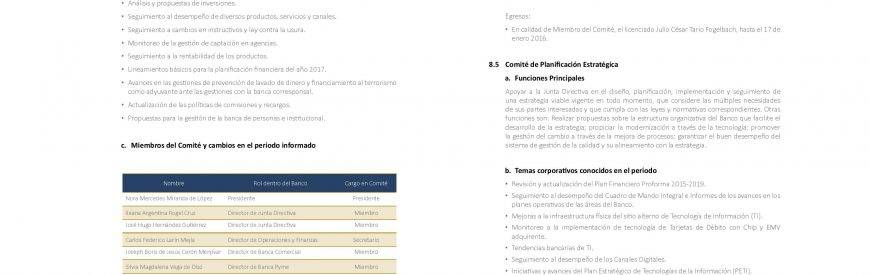 • Análisis y propuestas de inversiones.
• Seguimiento al desempeño de diversos productos, servicios y canales.
• Seguimiento a cambios en instructivos y ley contra la usura.
• Monitoreo de la gestión de captación en agencias.
• Seguimiento a la rentabilidad de los productos.
• Lineamientos básicos para la planificación financiera del año 2017.
• Avances en las gestiones de prevención de lavado de dinero y financiamiento al terrorismo
como adyuvante ante las gestiones con la banca corresponsal.
• Actualización de las políticas de comisiones y recargos.
• Propuestas para la gestión de la banca de personas e institucional.
c. Miembros del Comité y cambios en el período informado
Nombre Rol dentro del Banco Cargo en Comité
Nora Mercedes Miranda de López Presidente Presidente
Ileana Argentina Rogel Cruz Director de Junta Directiva Miembro
José Hugo Hernández Gutiérrez Director de Junta Directiva Miembro
Carlos Federico Larín Mejía Director de Operaciones y Finanzas Secretario
Joseph Boris de Jesús Carón Menjívar Director de Banca Comercial Miembro
Silvia Magdalena Vega de Díaz Director de Banca Pyme Miembro
Egresos:
• En calidad de Miembro del Comité, el licenciado Julio César Tario Fogelbach, hasta el 17 de
enero 2016.
8.5 Comité de Planificación Estratégica
a. Funciones Principales
Apoyar a la Junta Directiva en el diseño, planificación, implementación y seguimiento de
una estrategia viable vigente en todo momento, que considere las múltiples necesidades
de sus partes interesadas y que cumpla con las leyes y normativas correspondientes. Otras
funciones son: Realizar propuestas sobre la estructura organizativa del Banco que facilite el
desarrollo de la estrategia; propiciar la modernización a través de la tecnología; promover
la gestión del cambio a través de la mejora de procesos; garantizar el buen desempeño del
sistema de gestión de la calidad y su alineamiento con la estrategia.
b. Temas corporativos conocidos en el período
• Revisión y actualización del Plan Financiero Proforma 2015-2019.
• Seguimiento al desempeño del Cuadro de Mando Integral e Informes de los avances en los
planes operativos de las áreas del Banco.
• Mejoras a la infraestructura física del sitio alterno de Tecnología de Información (TI).
• Monitoreo a la implementación de tecnología de Tarjetas de Débito con Chip y EMV
adquirente.
• Tendencias bancarias de TI.
• Seguimiento al desempeño de los Canales Digitales.
• Iniciativas y avances del Plan Estratégico de Tecnologías de la Información (PETI).